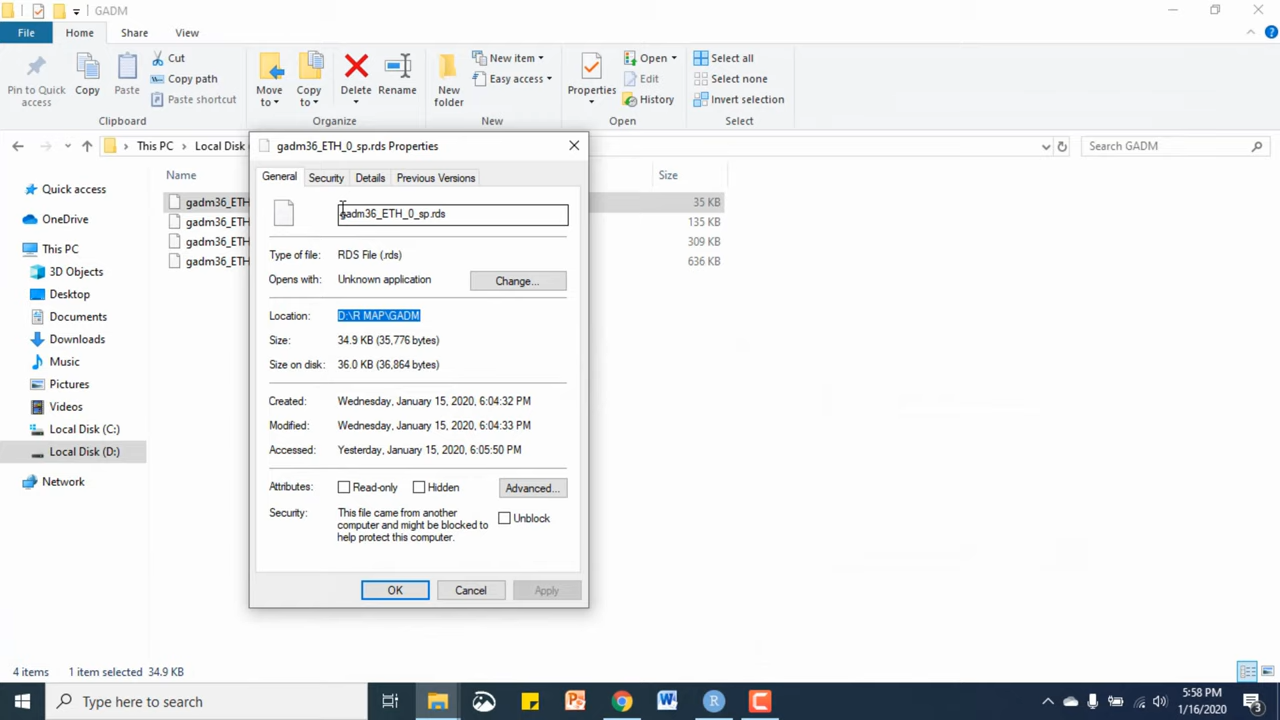 GADM
File Home Share View
Pin to Quick access
Copy
Paste
Cut
Copy path
Paste shortcut
Clipboard
Move to
Copy to
Delete
Rename
Organize
New folder
New item
Easy access
New
Properties
Open
Edit
History
Open
Select all
Select none
Invert selection
Select
This PC Local Disk
Search GADM
gadm36_ETH_0_sp.rds Properties
General Security Details Previous Versions
gadm36_ETH_0_sp.rds
Type of file: RDS File (.rds)
Opens with: Unknown application Change...
Location: D:\R MAP\GADM
Size: 34.9 KB (35,776 bytes)
Size on disk: 36.0 KB (36,864 bytes)
Created: Wednesday, January 15, 2020, 6:04:32 PM
Modified: Wednesday, January 15, 2020, 6:04:33 PM
Accessed: Yesterday, January 15, 2020, 6:05:50 PM
Attributes: Read-only Hidden Advanced...
Security: This file came from another computer and might be blocked to help protect this computer. Unblock
OK Cancel Apply
Name Size
gadm36_ETH 35 KB
gadm36_ETH 135 KB
gadm36_ETH 309 KB
gadm36_ETH 636 KB
Quick access
OneDrive
This PC
3D Objects
Desktop
Documents
Downloads
Music
Pictures
Videos
Local Disk (C:)
Local Disk (D:)
Network
4 items 1 item selected 34.9 KB
Type here to search
5:58 PM
1/16/2020
3